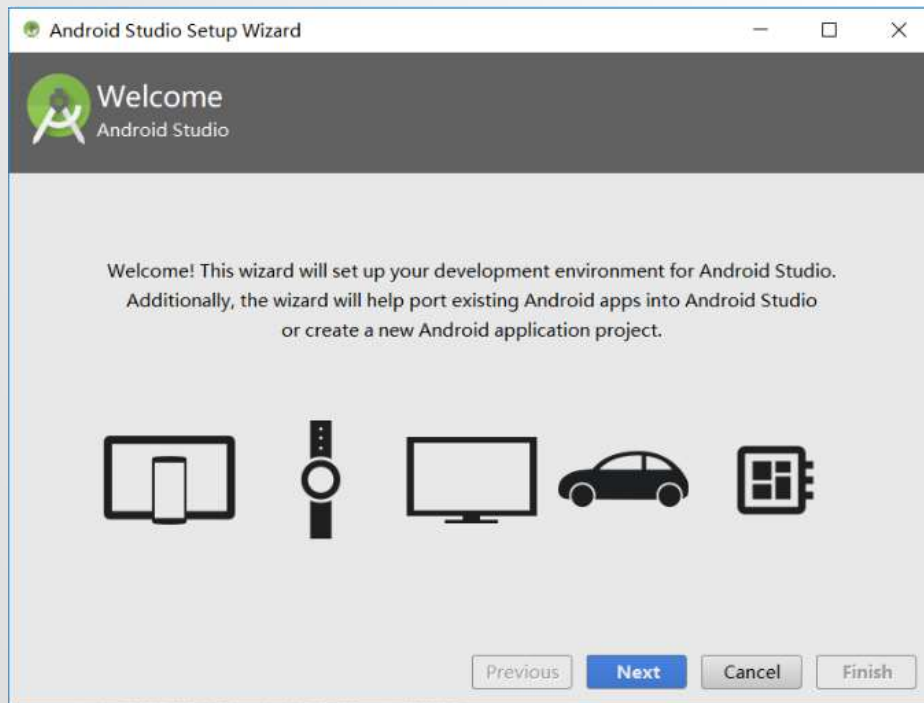 Android Studio Setup Wizard
Welcome
Android Studio
Welcome! This wizard will set up your development environment for Android Studio.
Additionally, the wizard will help port existing Android apps into Android Studio
or create a new Android application project.
Previous Next Cancel Finish